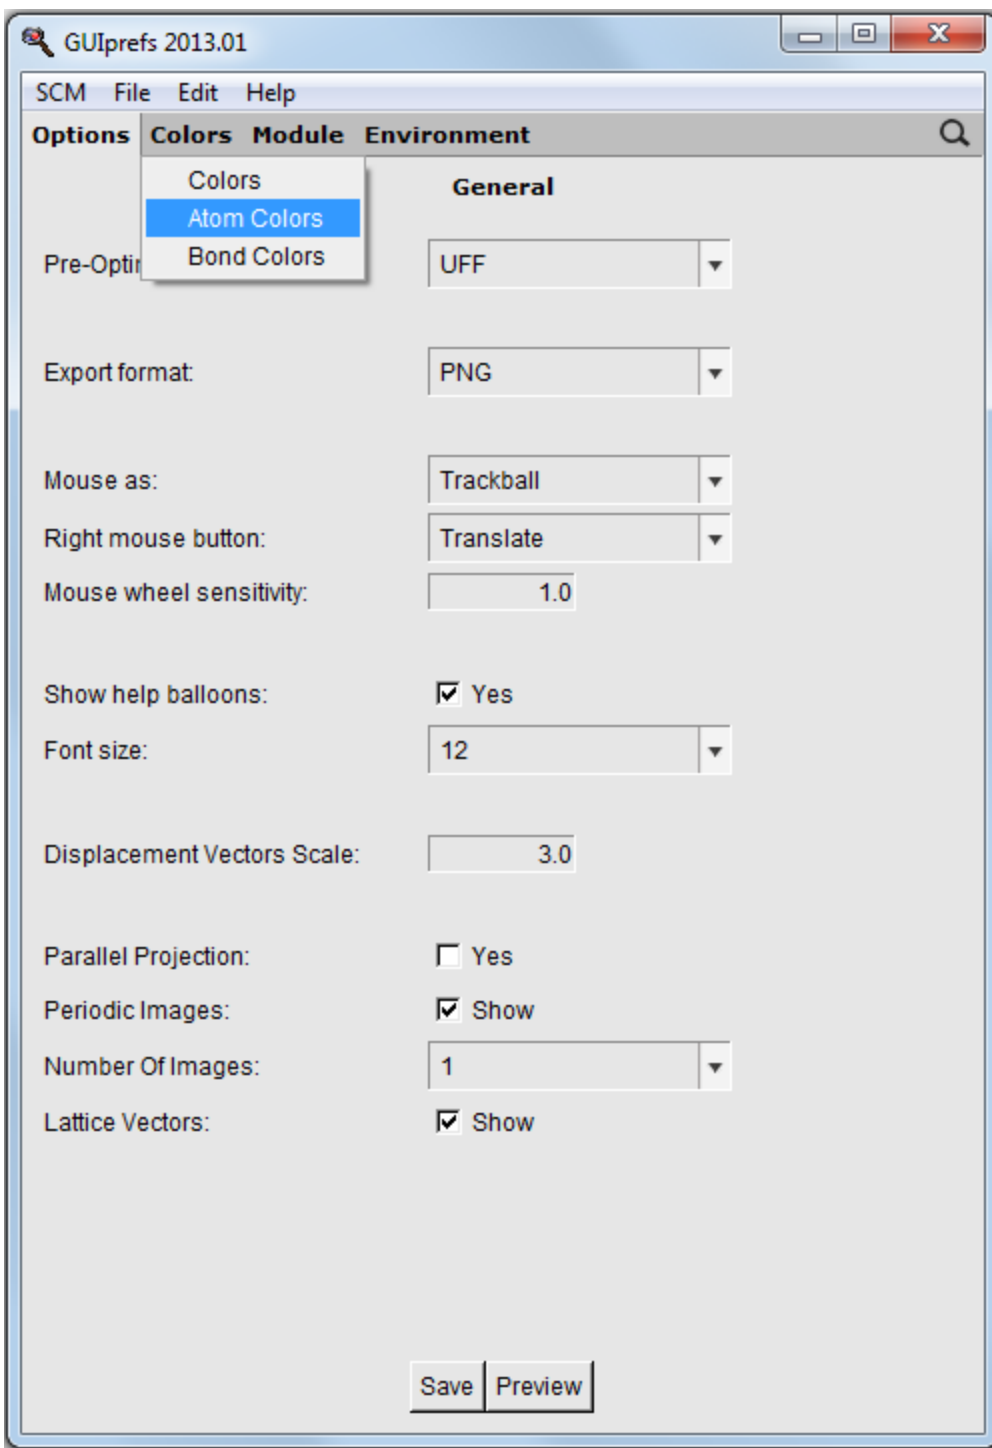 GUIprefs 2013.01
SCM File Edit Help
Options Colors Module Environment
Colors
General
Atom Colors
Bond Colors
UFF
Export format: PNG
Mouse as: Trackball
Right mouse button: Translate
Mouse wheel sensitivity: 1.0
Show help balloons: Yes
Font size: 12
Displacement Vectors Scale: 3.0
Parallel Projection: Yes
Periodic Images: Show
Number Of Images: 1
Lattice Vectors: Show
Save Preview